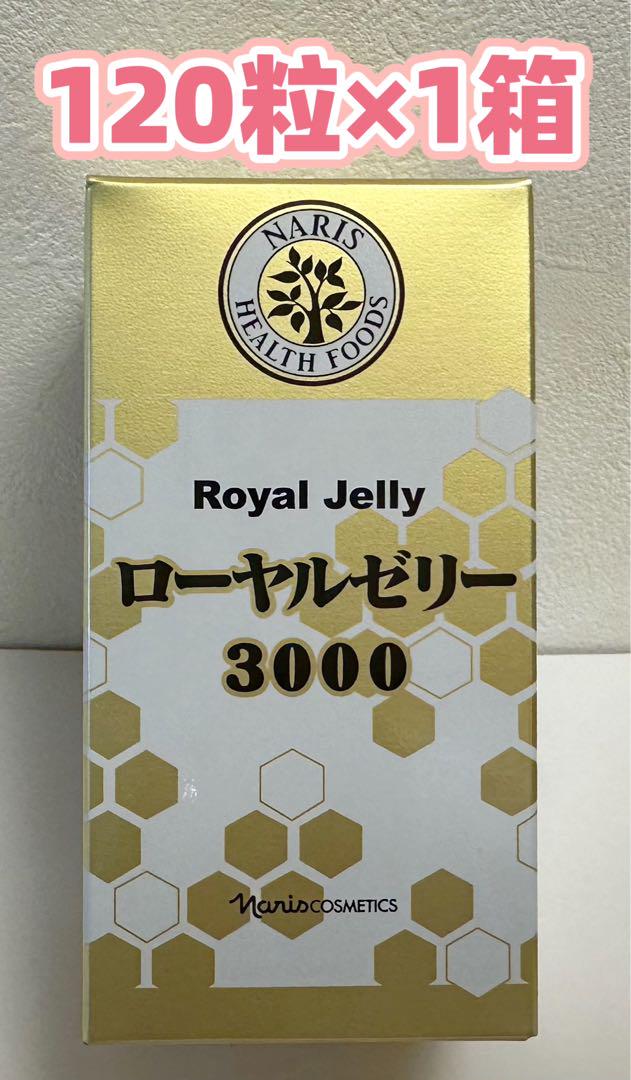 120粒×1箱
NARIS
HEALTH FOODS
Royal Jelly
ローヤルゼリー
3000
naris COSMETICS